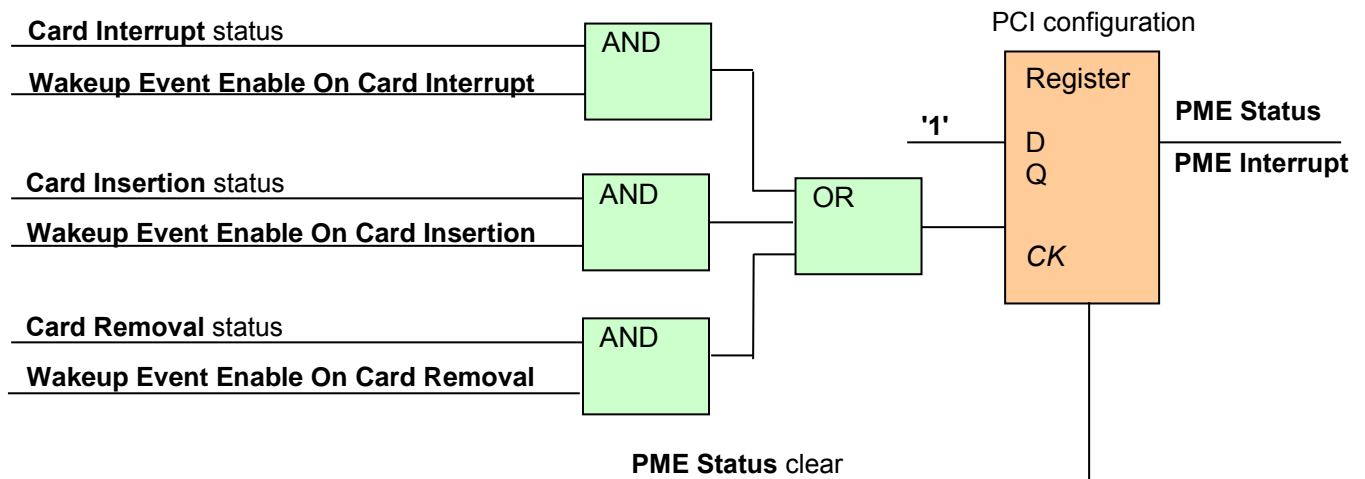 Card Interrupt status
Wakeup Event Enable On Card Interrupt
AND
Card Insertion status
Wakeup Event Enable On Card Insertion
AND
Card Removal status
Wakeup Event Enable On Card Removal
AND
OR
PCI configuration
Register
'1'
D
Q
CK
PME Status
PME Interrupt
PME Status clear